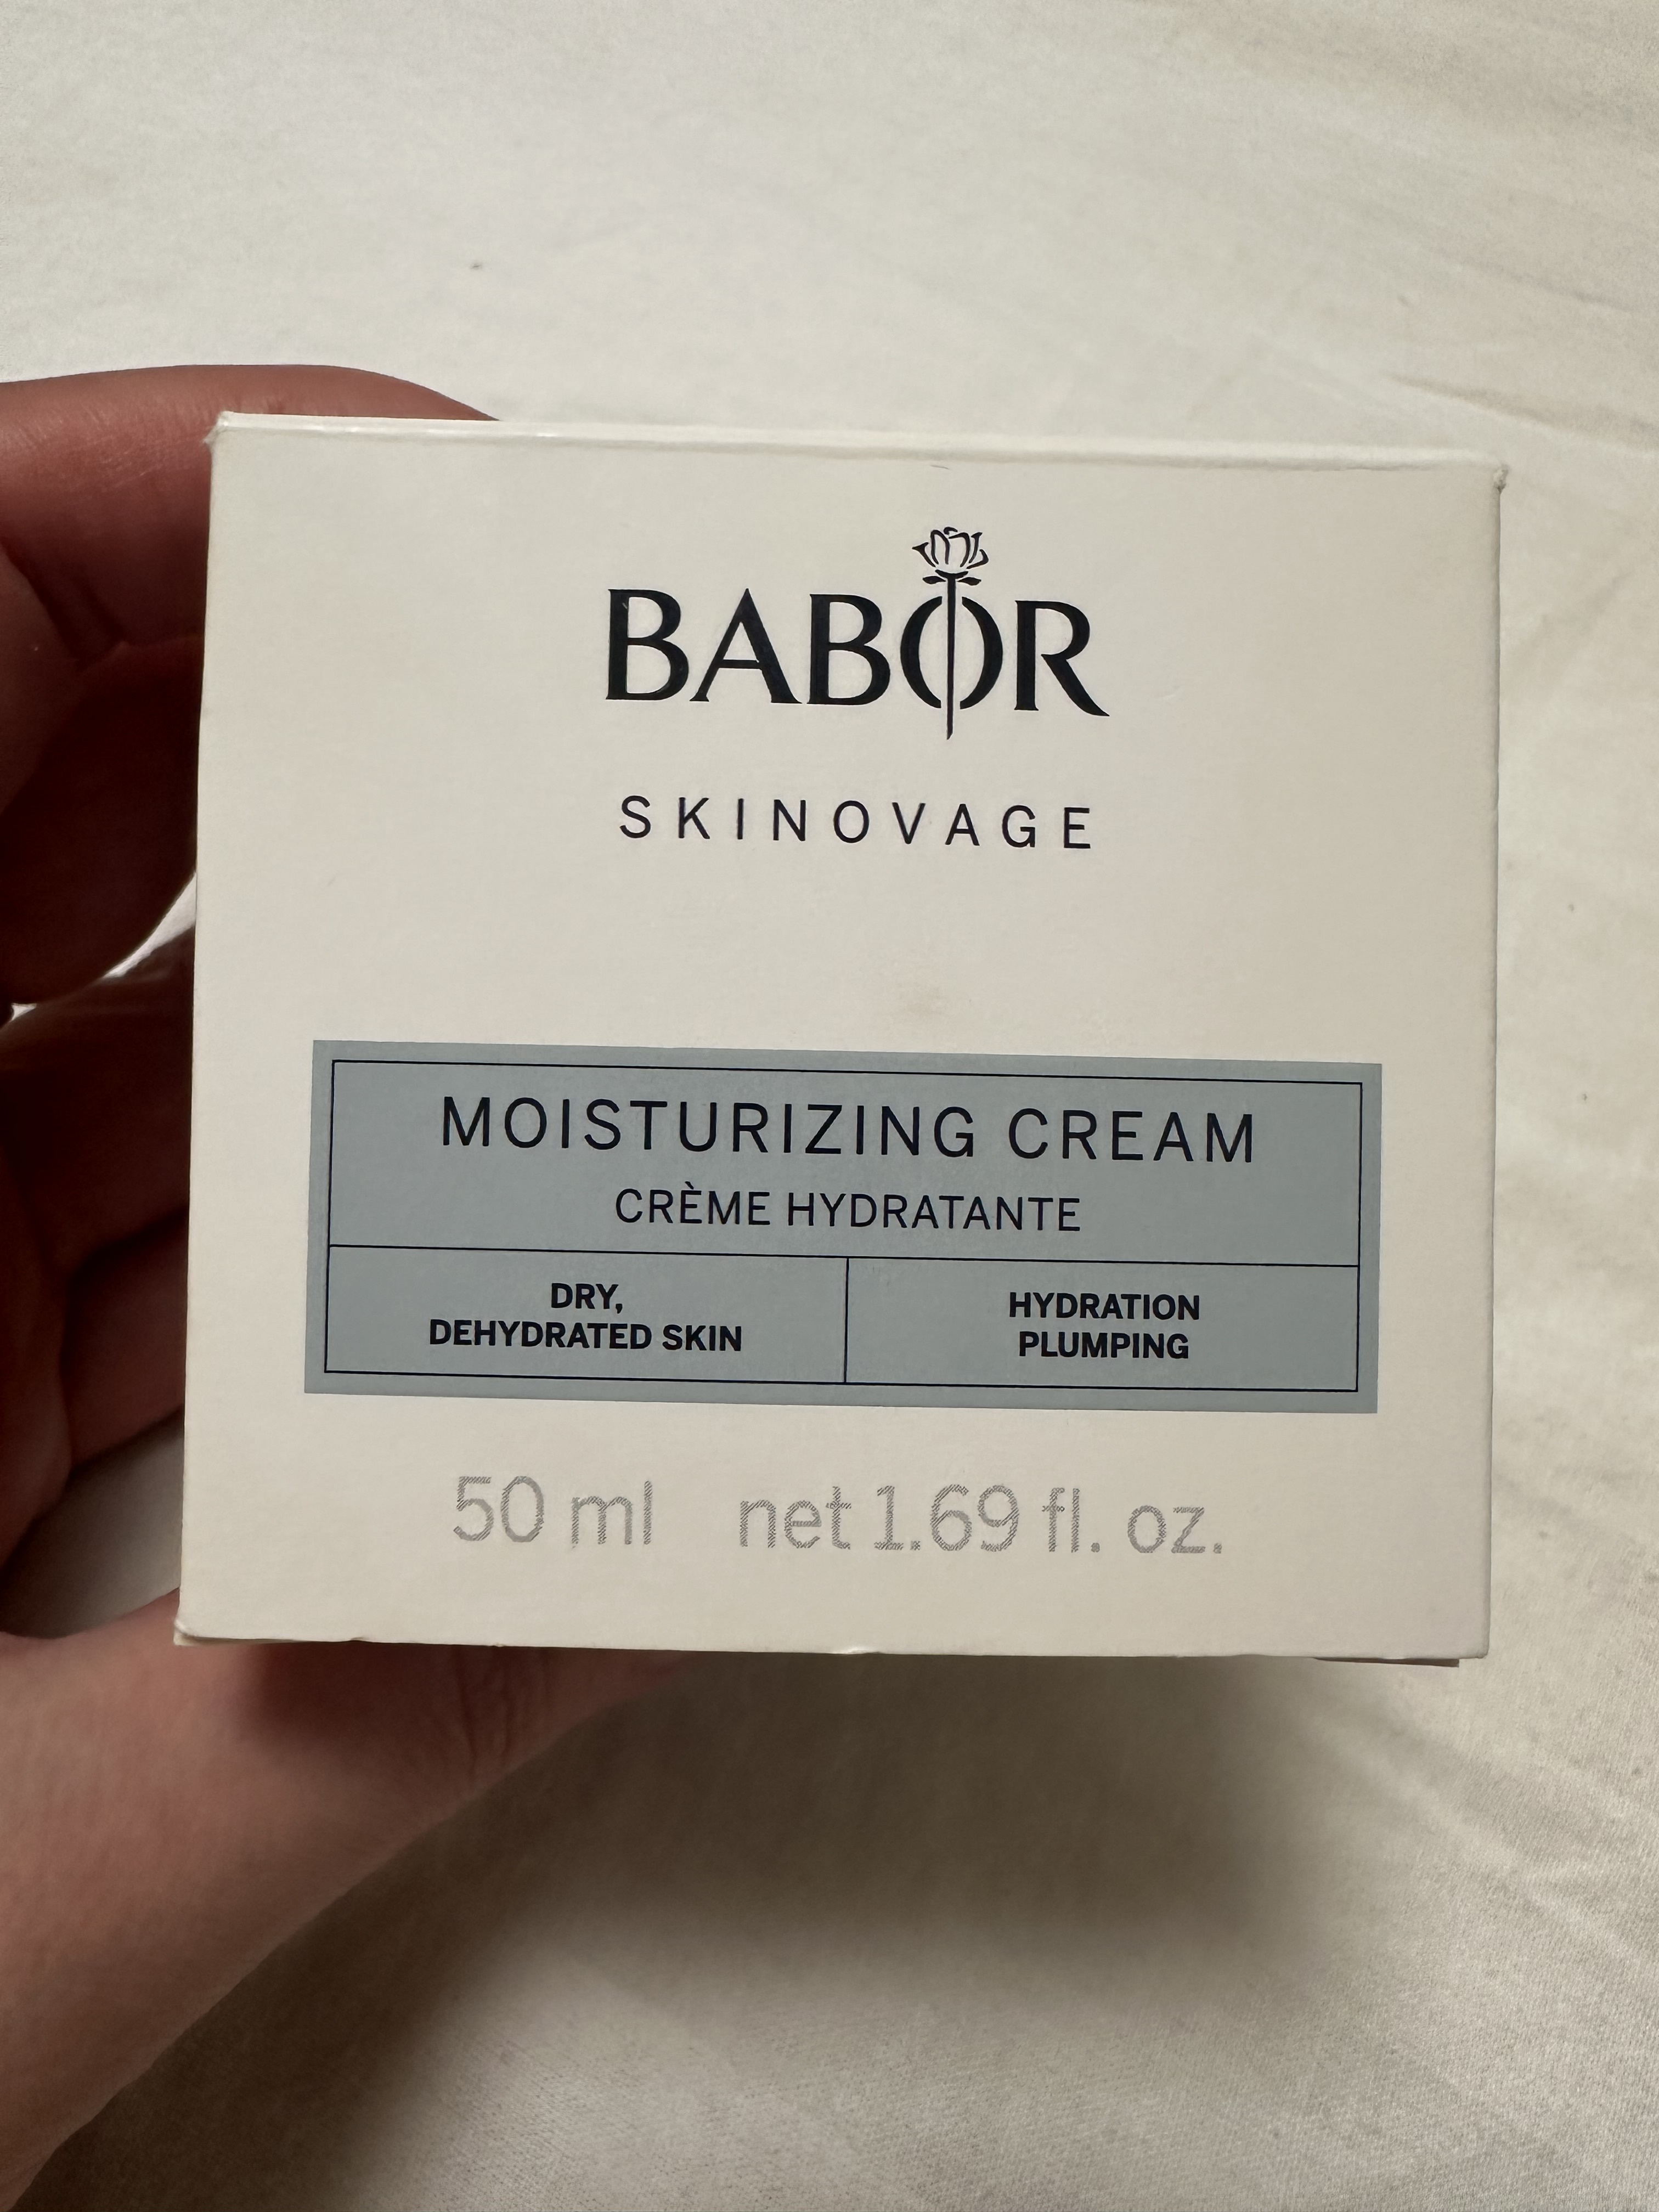 BABOR
SKINOVAGE
MOISTURIZING CREAM
CRÈME HYDRATANTE
DRY,
DEHYDRATED SKIN
HYDRATION
PLUMPING
50 ml net 1.69 fl. oz.